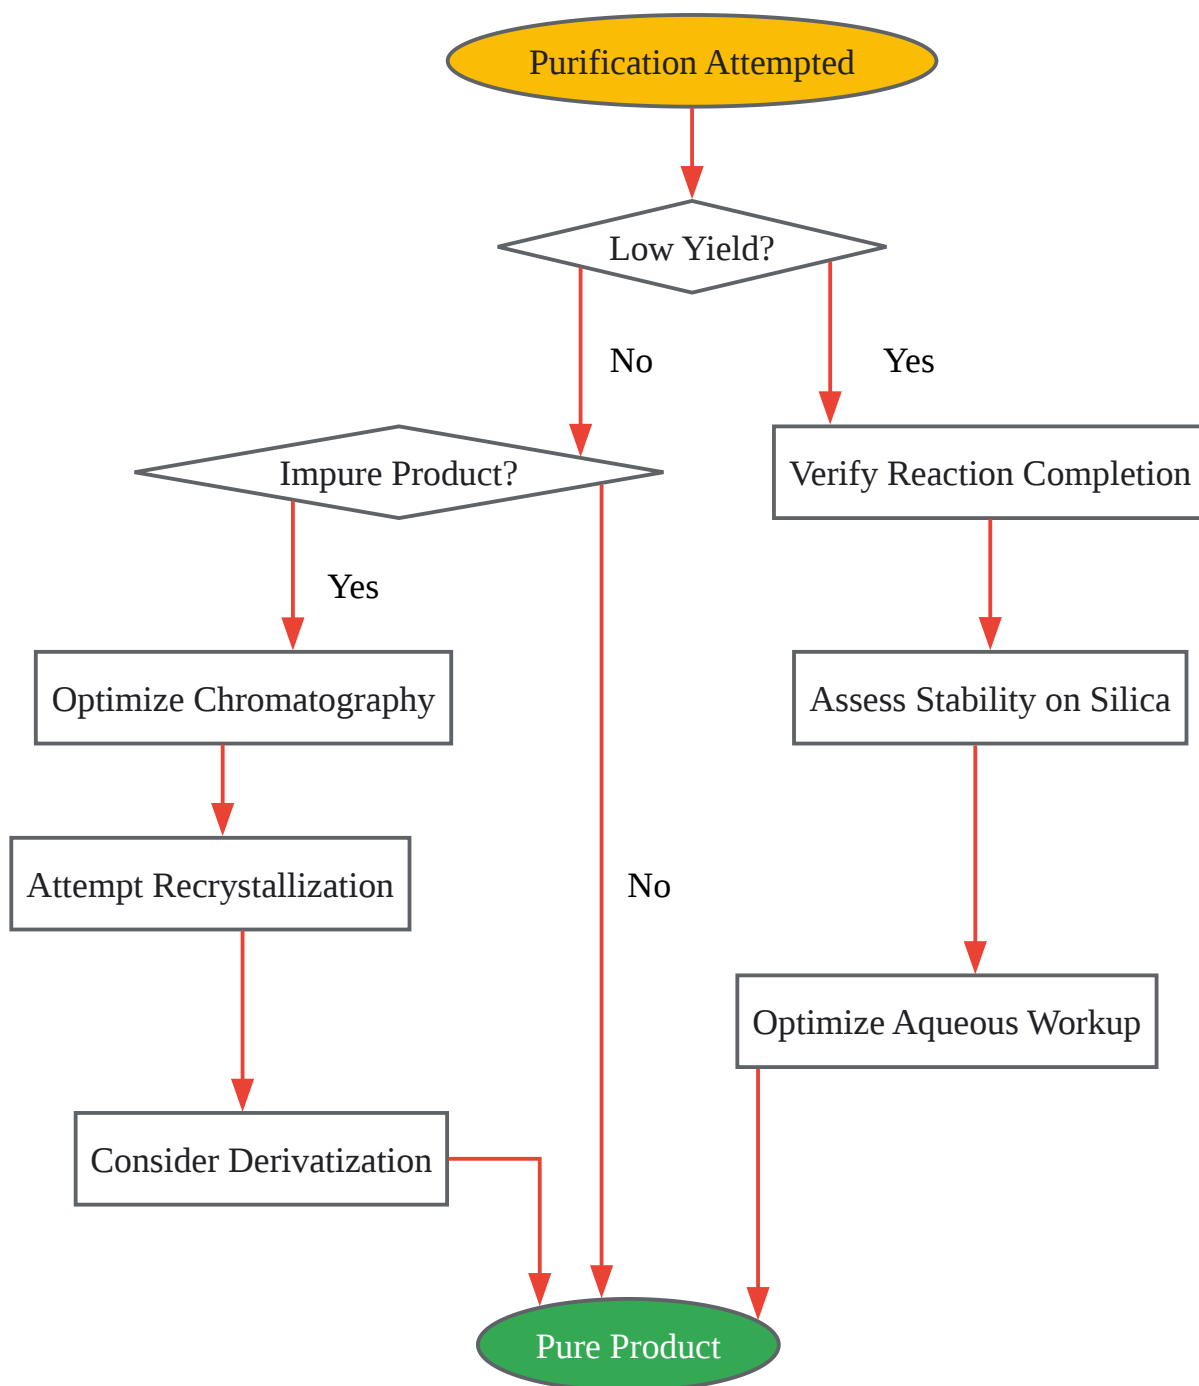 Purification Attempted
Low Yield?
No
Yes
Impure Product?
Verify Reaction Completion
Yes
Optimize Chromatography
Assess Stability on Silica
Attempt Recrystallization
No
Optimize Aqueous Workup
Consider Derivatization
Pure Product